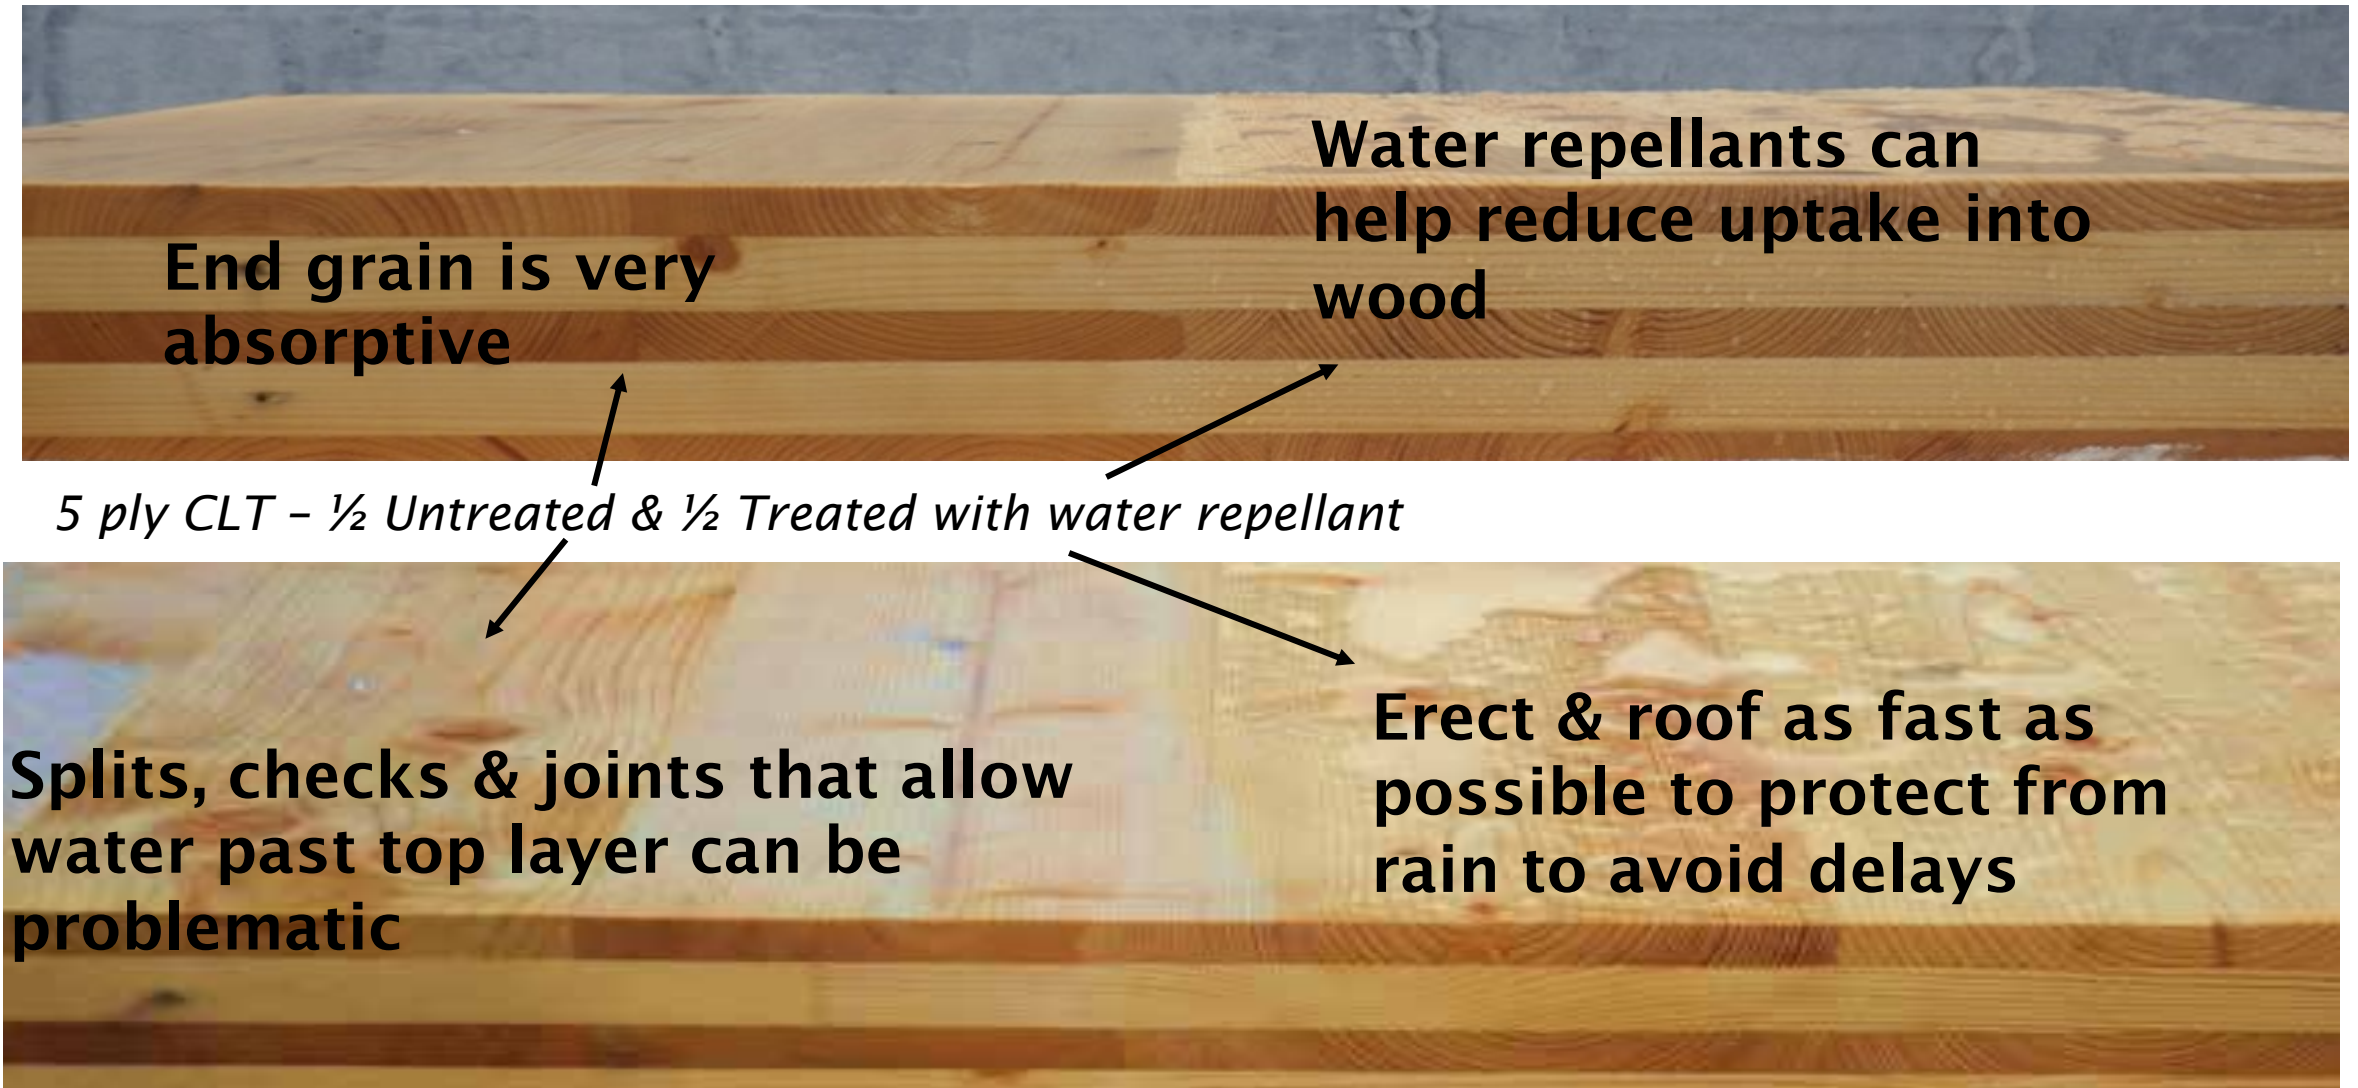 Water repellants can
help reduce uptake into
wood
End grain is very
absorptive
5 ply CLT – ½ Untreated & ½ Treated with water repellant
Splits, checks & joints that allow
water past top layer can be
problematic
Erect & roof as fast as
possible to protect from
rain to avoid delays